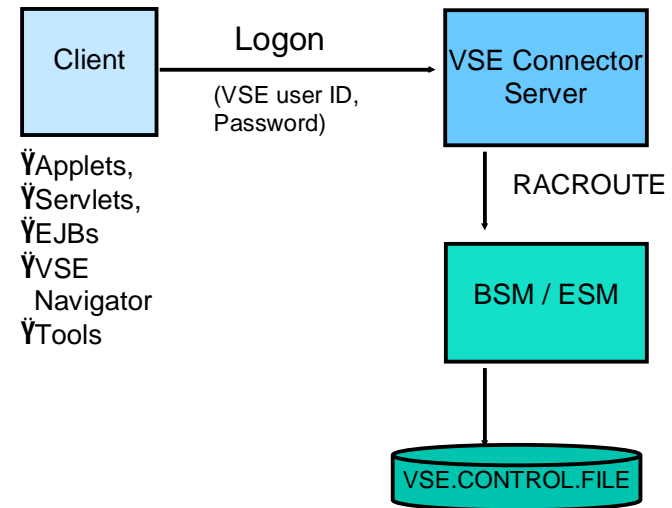 Client
Logon
(VSE user ID,
Password)
VSE Connector
Server
ŸApplets,
ŸServlets,
ŸEJBs
ŸVSE
Navigator
ŸTools
RACROUTE
BSM / ESM
VSE.CONTROL.FILE